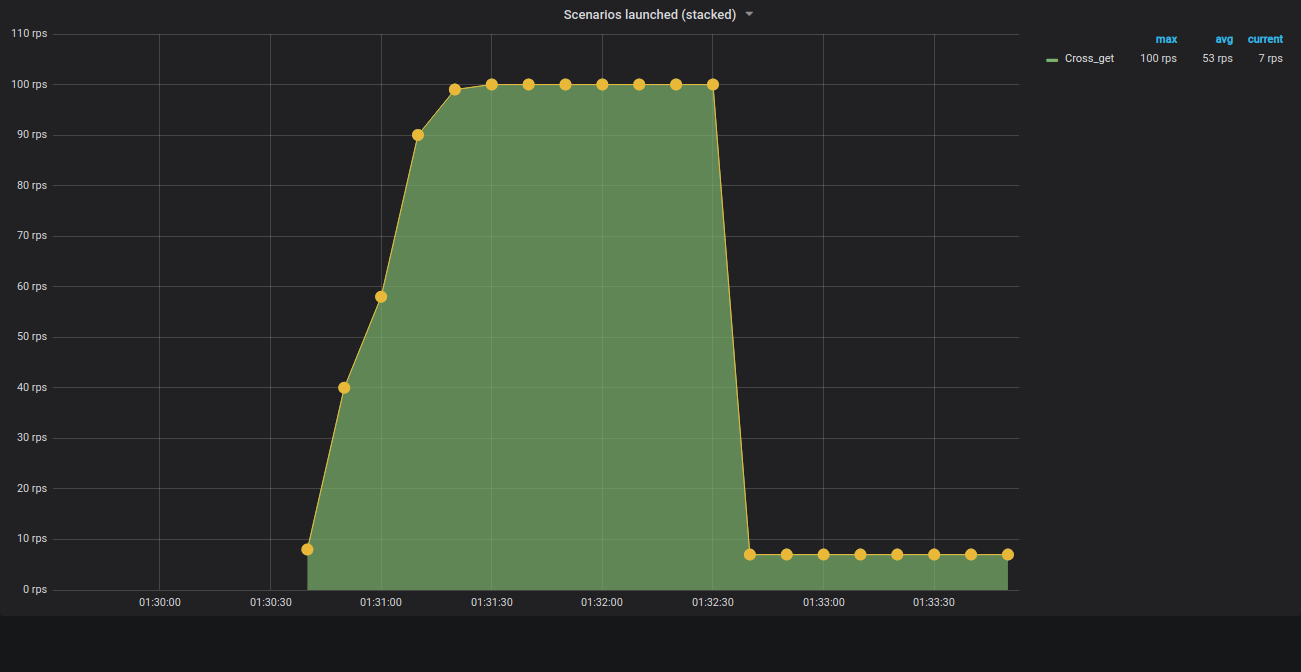 Scenarios launched (stacked)
110 rps
100 rps
90 rps
80 rps
70 rps
60 rps
50 rps
40 rps
30 rps
20 rps
10 rps
0 rps
01:30:00 01:30:30 01:31:00 01:31:30 01:32:00 01:32:30 01:33:00 01:33:30
max avg current
Cross_get 100 rps 53 rps 7 rps